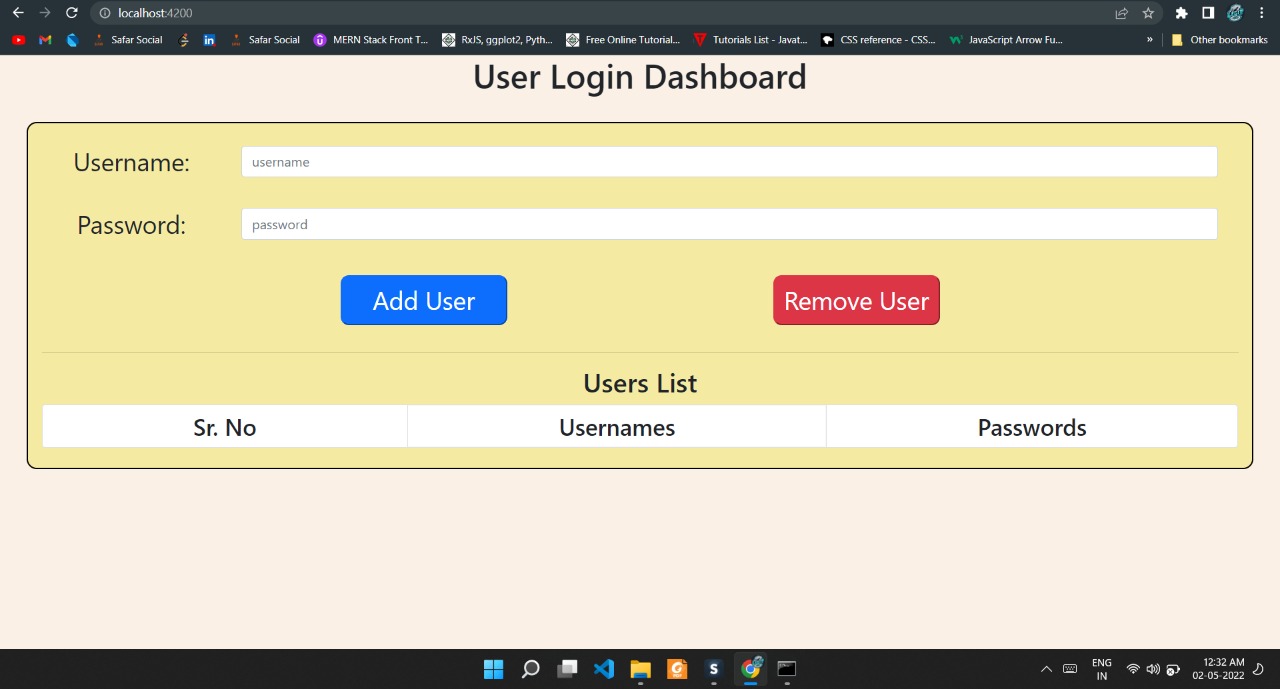 localhost:4200
Safar Social
Safar Social
MERN Stack Front T...
RxJS, ggplot2, Pyth...
Free Online Tutorial...
Tutorials List - Javat...
CSS reference - CSS...
JavaScript Arrow Fu...
»
Other bookmarks
User Login Dashboard
Username:
username
Password:
password
Add User
Remove User
Users List
Sr. No
Usernames
Passwords
ENG
IN
12:32 AM
02-05-2022